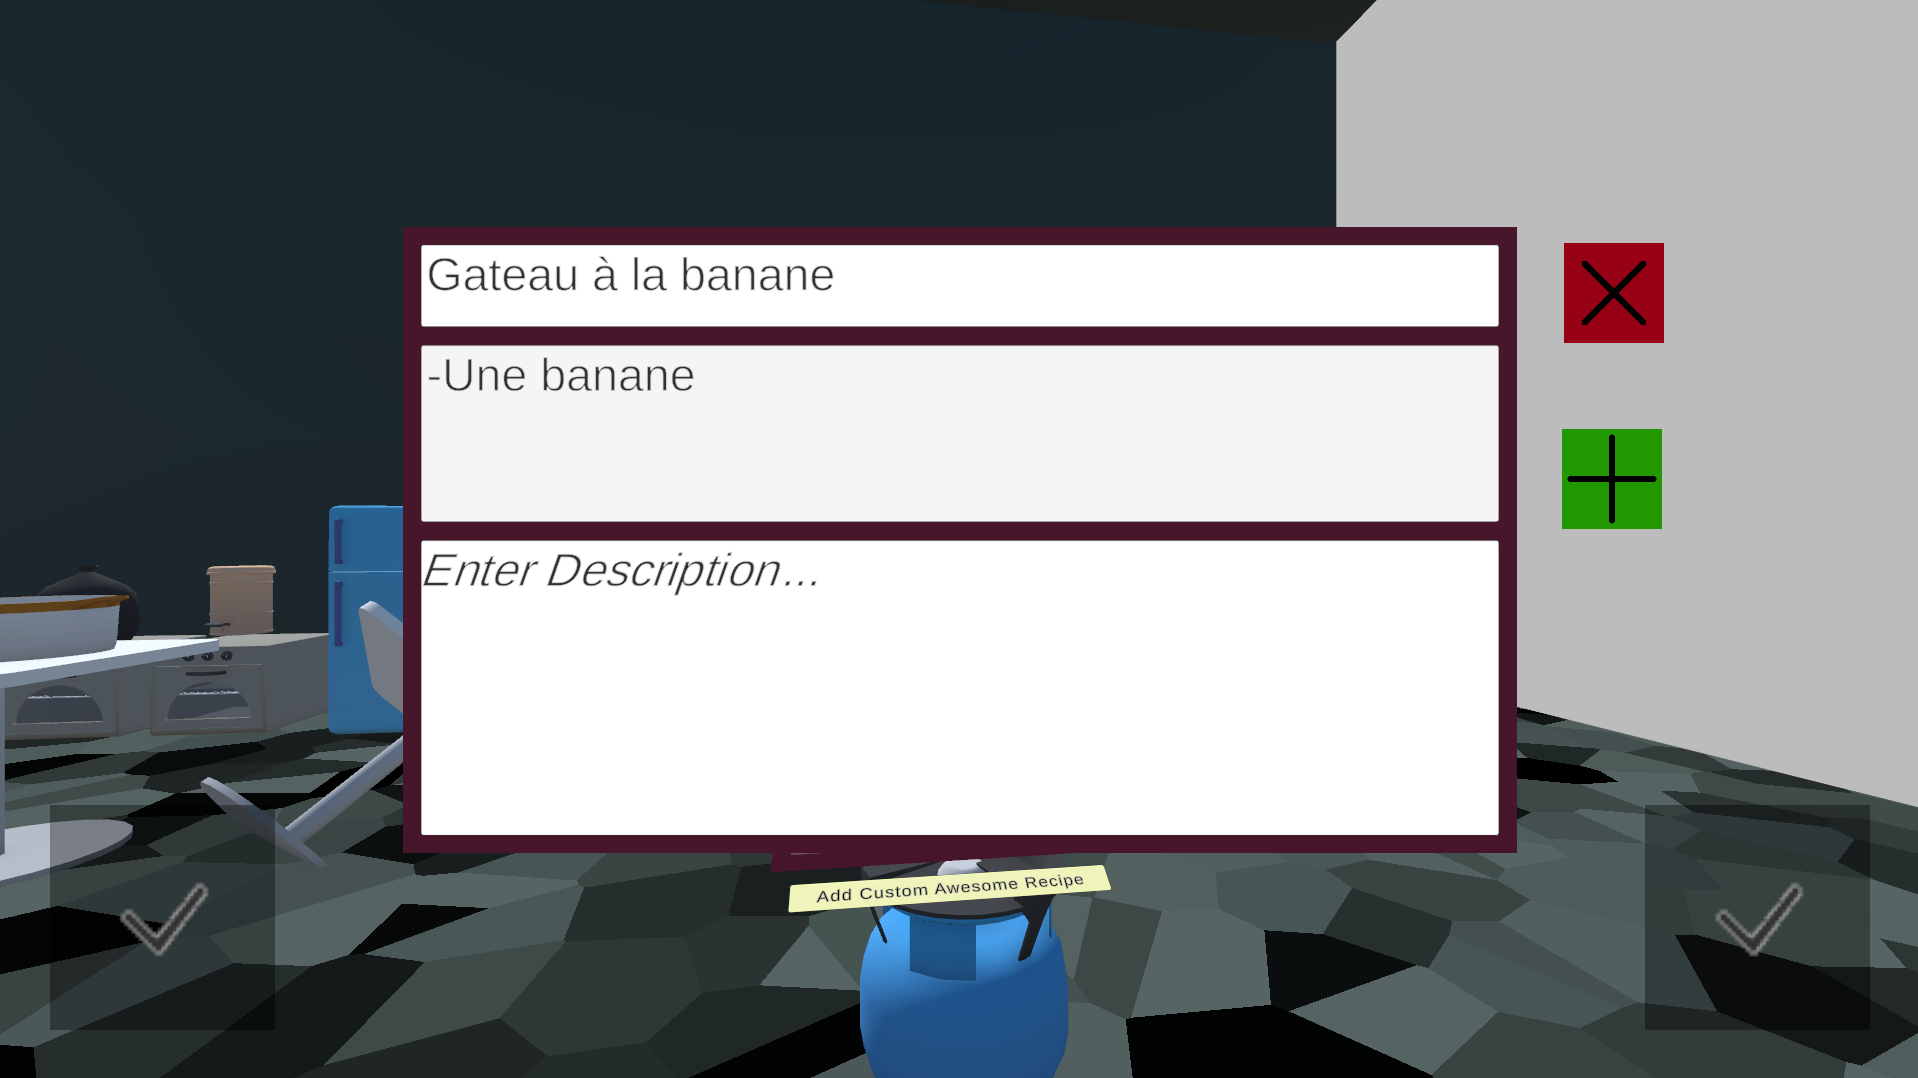 Gateau à la banane
-Une banane
Enter Description...
Add Custom Awesome Recipe